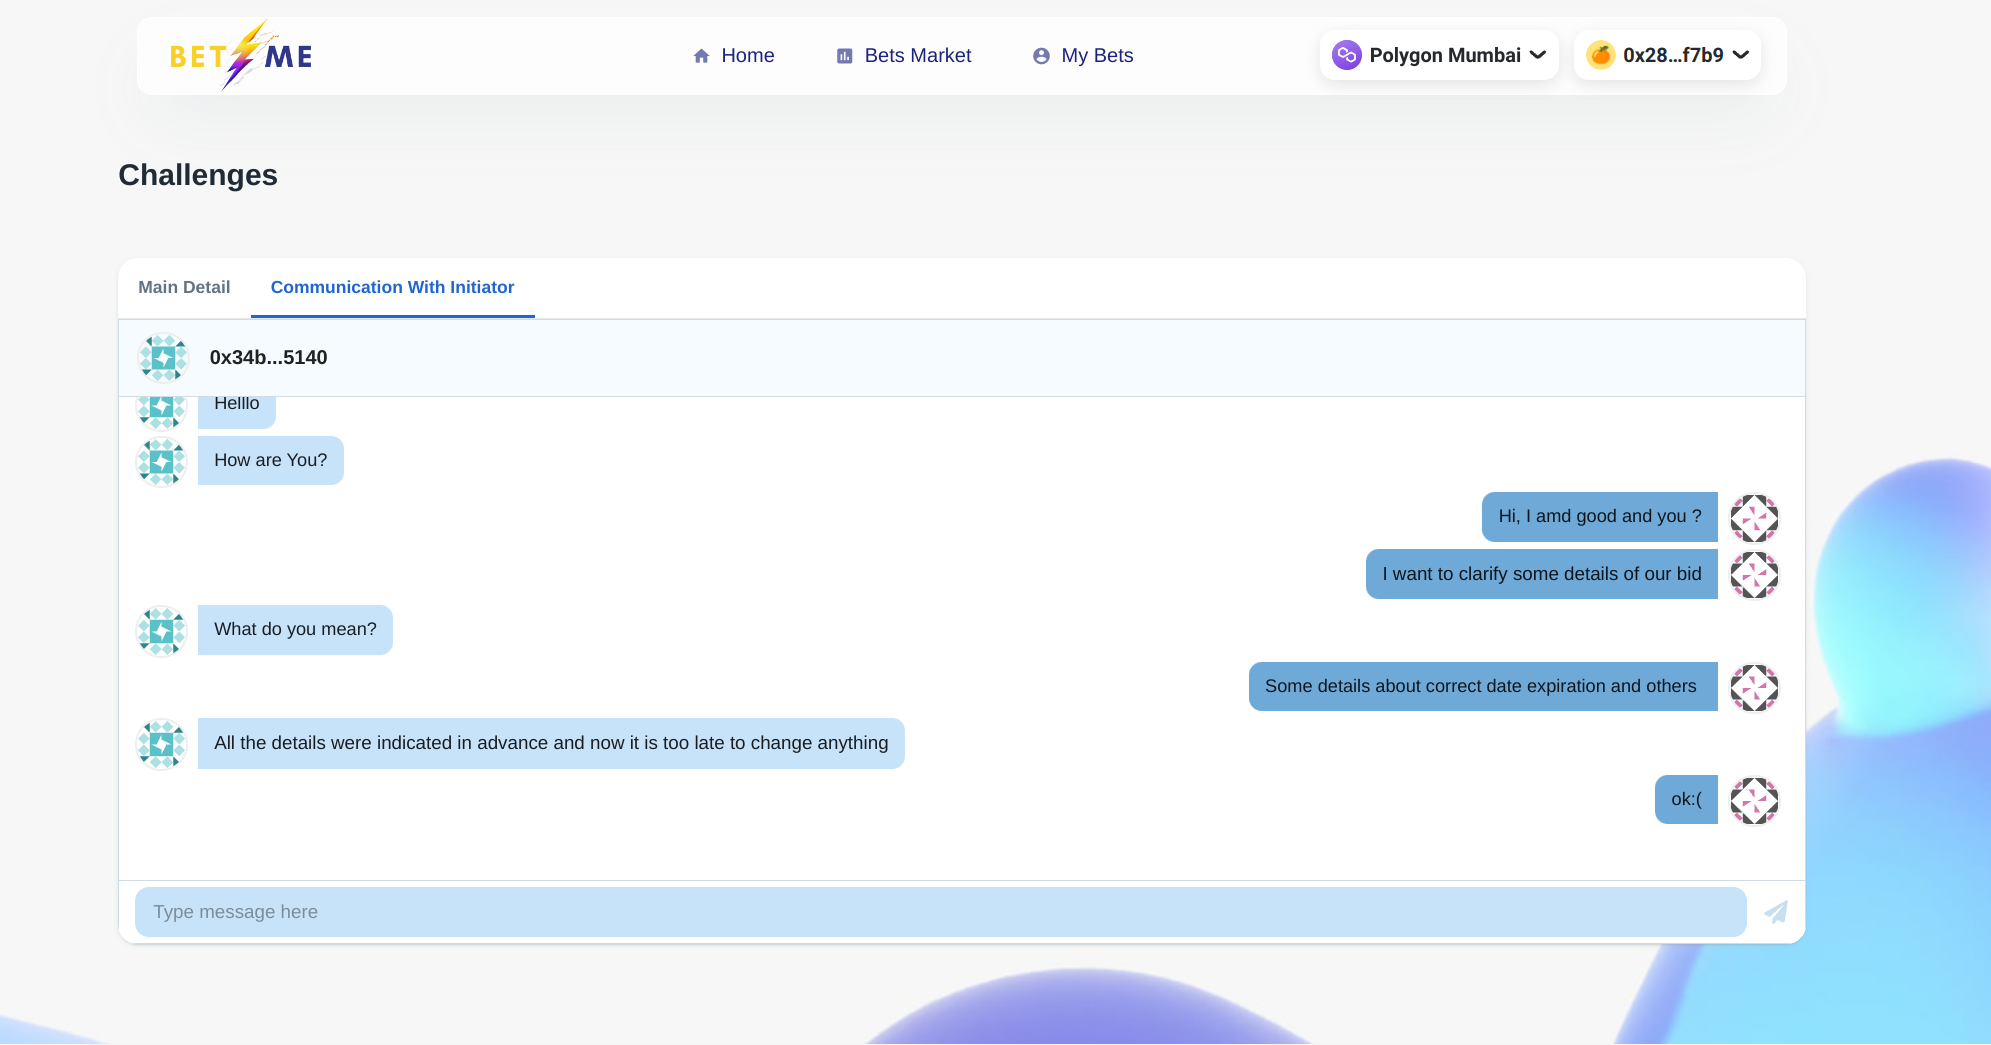 BET ME
Home
Bets Market
My Bets
Polygon Mumbai
0x28...f7b9
Challenges
Main Detail
Communication With Initiator
0x34b...5140
Helllo
How are You?
Hi, I amd good and you ?
I want to clarify some details of our bid
What do you mean?
Some details about correct date expiration and others
All the details were indicated in advance and now it is too late to change anything
ok:(
Type message here